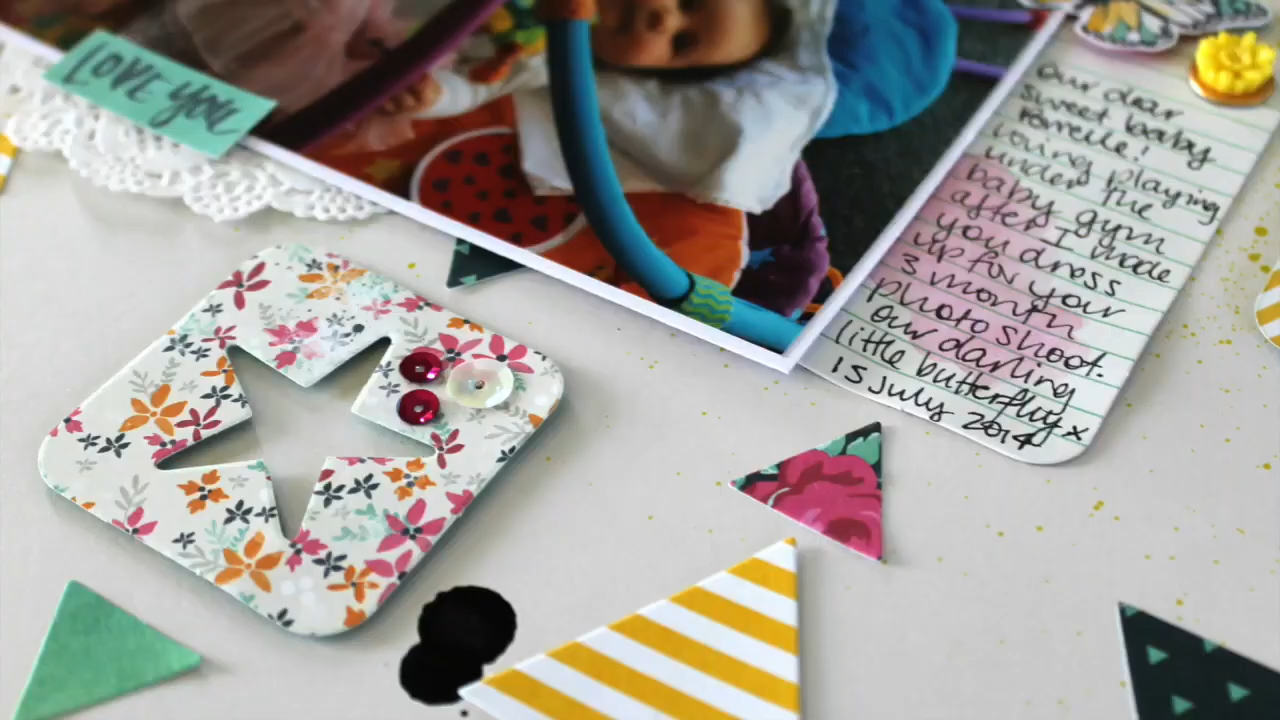 LOVE YOU
Our dear
sweet baby
Rorrelle!
Loving playing
under the
baby gym
after I made
you dress
up for your
3 month
photo shoot.
Our darling
little butterfly x
15 July 2014